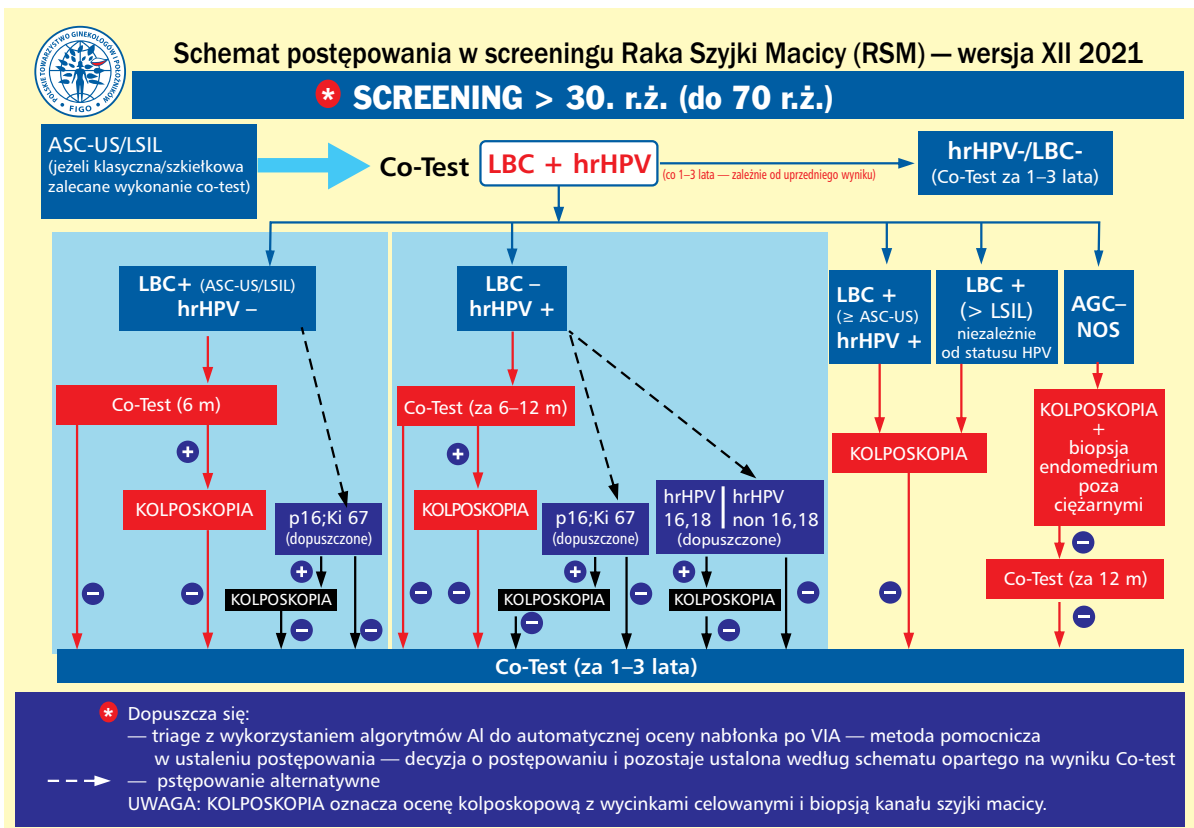 POLSKIE TOWARZYSTWO GINEKOLOGÓW I POŁOŻNIKÓW
• FIGO •
Schemat postępowania w screeningu Raka Szyjki Macicy (RSM) — wersja XII 2021
* SCREENING > 30. r.ż. (do 70 r.ż.)
ASC-US/LSIL
(jeżeli klasyczna/szkiełkowa
zalecane wykonanie co-test)
Co-Test
LBC + hrHPV
(co 1–3 lata — zależnie od uprzedniego wyniku)
hrHPV-/LBC-
(Co-Test za 1–3 lata)
LBC+ (ASC-US/LSIL)
hrHPV –
Co-Test (6 m)
+
KOLPOSKOPIA
p16;Ki 67
(dopuszczone)
+
KOLPOSKOPIA
–
–
–
–
LBC –
hrHPV +
Co-Test (za 6–12 m)
+
KOLPOSKOPIA
p16;Ki 67
(dopuszczone)
hrHPV
16,18
hrHPV
non 16,18
(dopuszczone)
+
KOLPOSKOPIA
+
KOLPOSKOPIA
–
–
–
–
–
–
LBC +
(≥ ASC-US)
hrHPV +
LBC +
(> LSIL)
niezależnie
od statusu HPV
KOLPOSKOPIA
–
AGC–
NOS
KOLPOSKOPIA
+
biopsja
endomedrium
poza
ciężarnymi
–
Co-Test (za 12 m)
–
Co-Test (za 1–3 lata)
* Dopuszcza się:
— triage z wykorzystaniem algorytmów AI do automatycznej oceny nabłonka po VIA — metoda pomocnicza
w ustaleniu postępowania — decyzja o postępowaniu i pozostaje ustalona według schematu opartego na wyniku Co-test
— pstępowanie alternatywne
UWAGA: KOLPOSKOPIA oznacza ocenę kolposkopową z wycinkami celowanymi i biopsją kanału szyjki macicy.